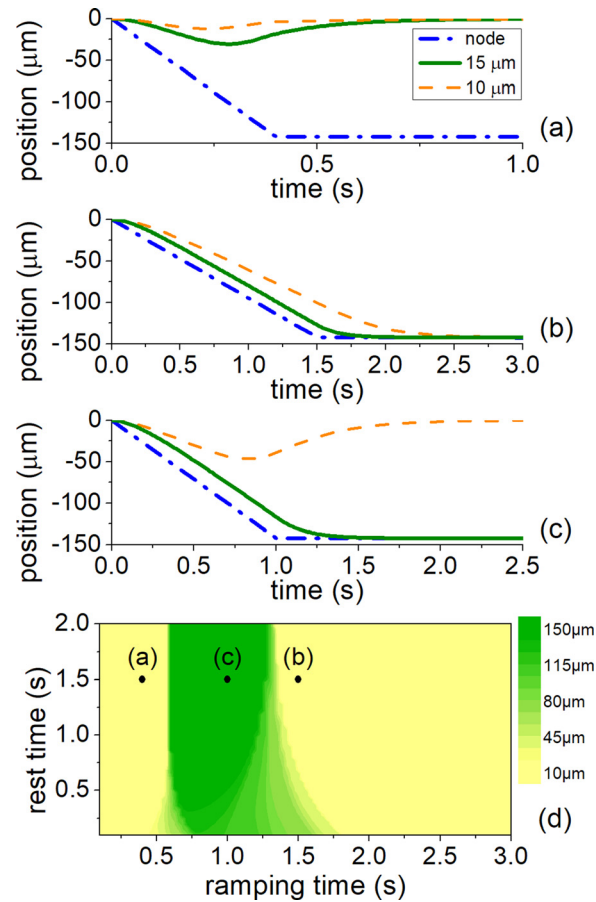 0
-50
-100
-150
position (μm)
node
15 μm
10 μm
(a)
0.0
0.5
1.0
time (s)
0
-50
-100
-150
position (μm)
(b)
0.0
0.5
1.0
1.5
2.0
2.5
3.0
time (s)
0
-50
-100
-150
position (μm)
(c)
0.0
0.5
1.0
1.5
2.0
2.5
time (s)
2.0
1.5
1.0
0.5
rest time (s)
(a)
(c)
(b)
150μm
115μm
80μm
45μm
10μm
(d)
0.5
1.0
1.5
2.0
2.5
3.0
ramping time (s)